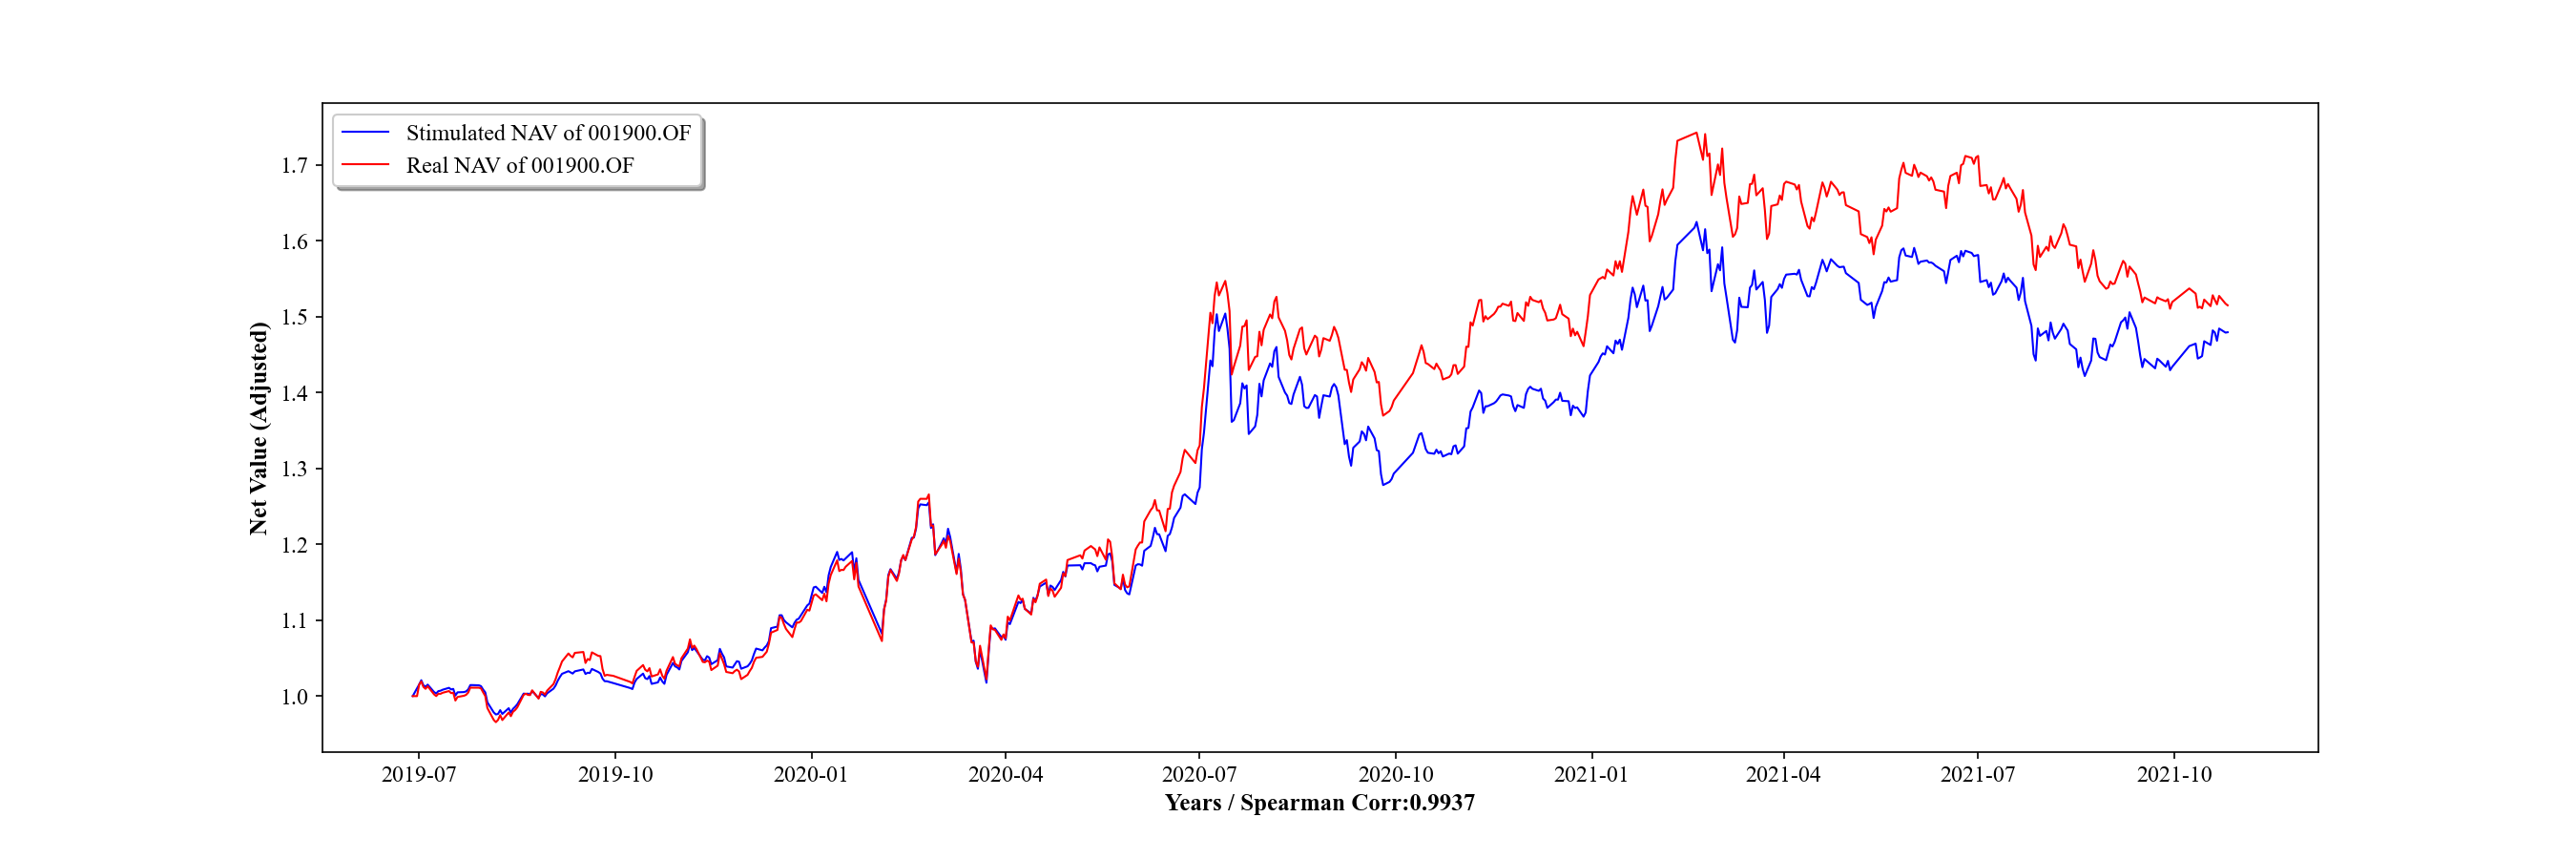 Stimulated NAV of 001900.OF
Real NAV of 001900.OF
Net Value (Adjusted)
1.7
1.6
1.5
1.4
1.3
1.2
1.1
1.0
2019-07 2019-10 2020-01 2020-04 2020-07 2020-10 2021-01 2021-04 2021-07 2021-10
Years / Spearman Corr:0.9937